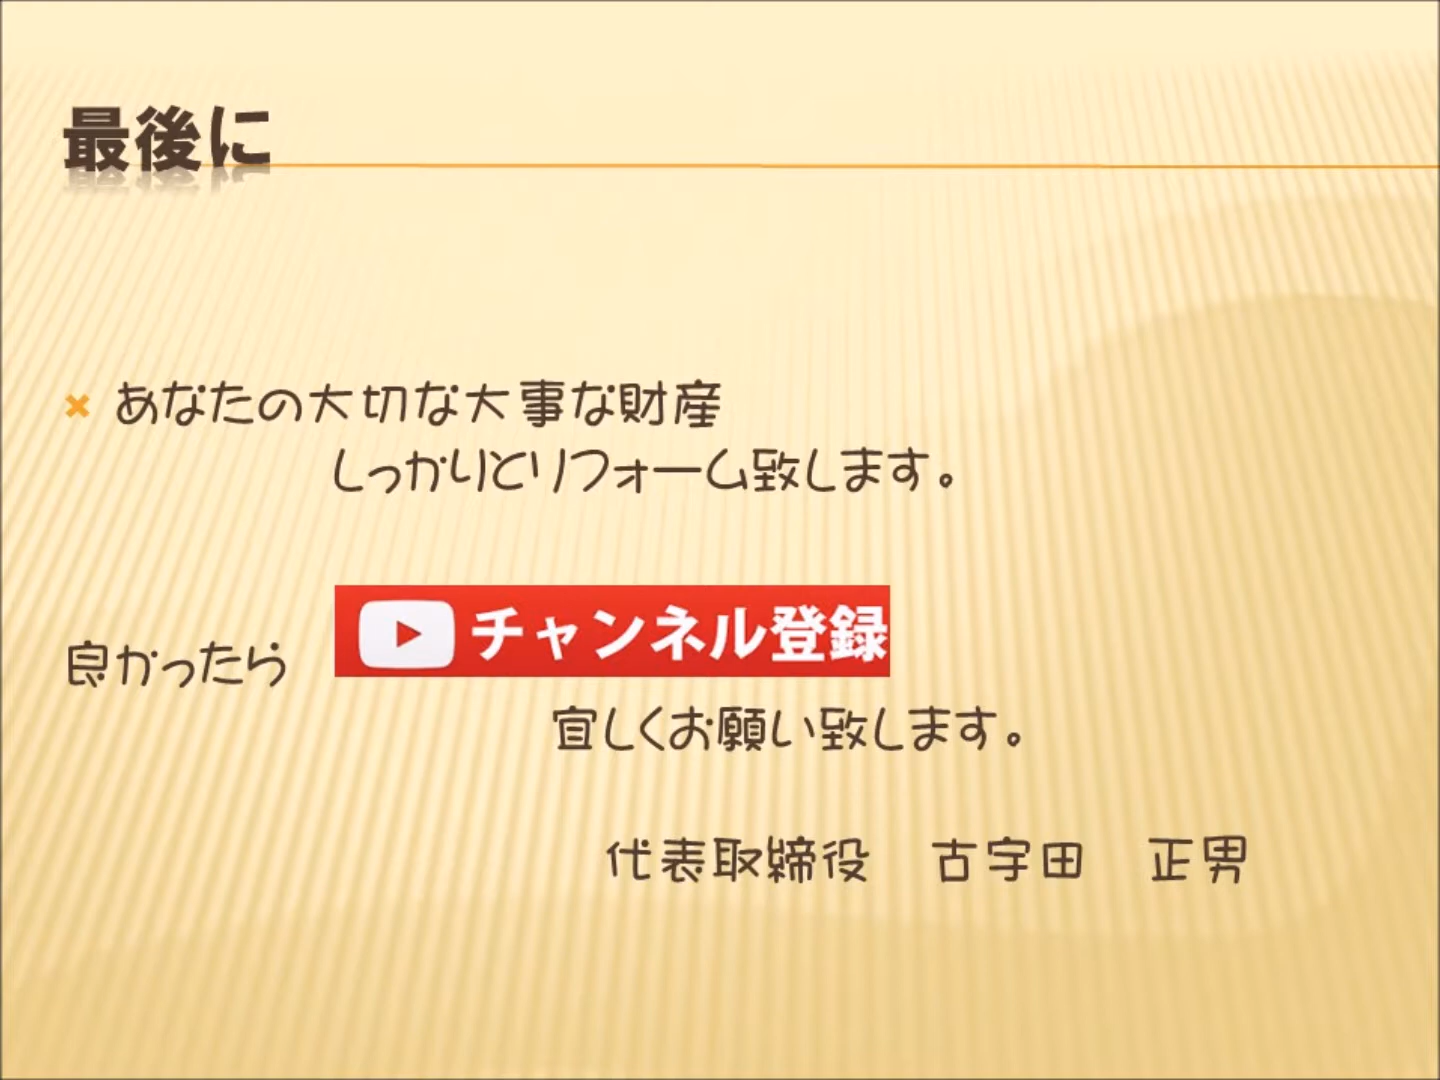 最後に
あなたの大切な大事な財産
しっかりとリフォーム致します。
良かったら
チャンネル登録
宜しくお願い致します。
代表取締役　古宇田　正男